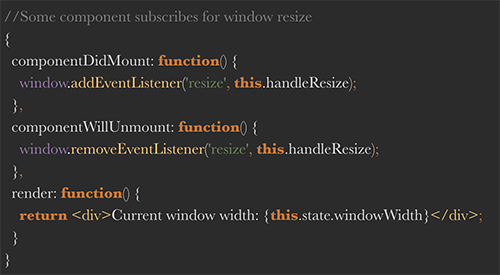 //Some component subscribes for window resize
{
componentDidMount: function() {
window.addEventListener('resize', this.handleResize);
},
componentWillUnmount: function() {
window.removeEventListener('resize', this.handleResize);
},
render: function() {
return <div>Current window width: {this.state.windowWidth}</div>;
}
}